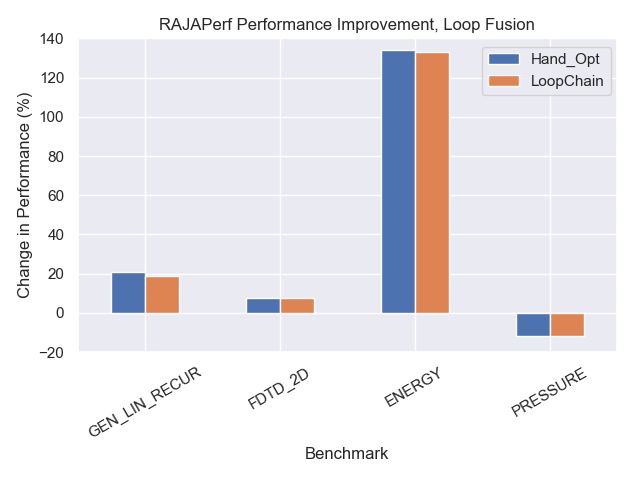 RAJAPerf Performance Improvement, Loop Fusion
Hand_Opt
LoopChain
Change in Performance (%)
140
120
100
80
60
40
20
0
−20
GEN_LIN_RECUR
FDTD_2D
ENERGY
PRESSURE
Benchmark